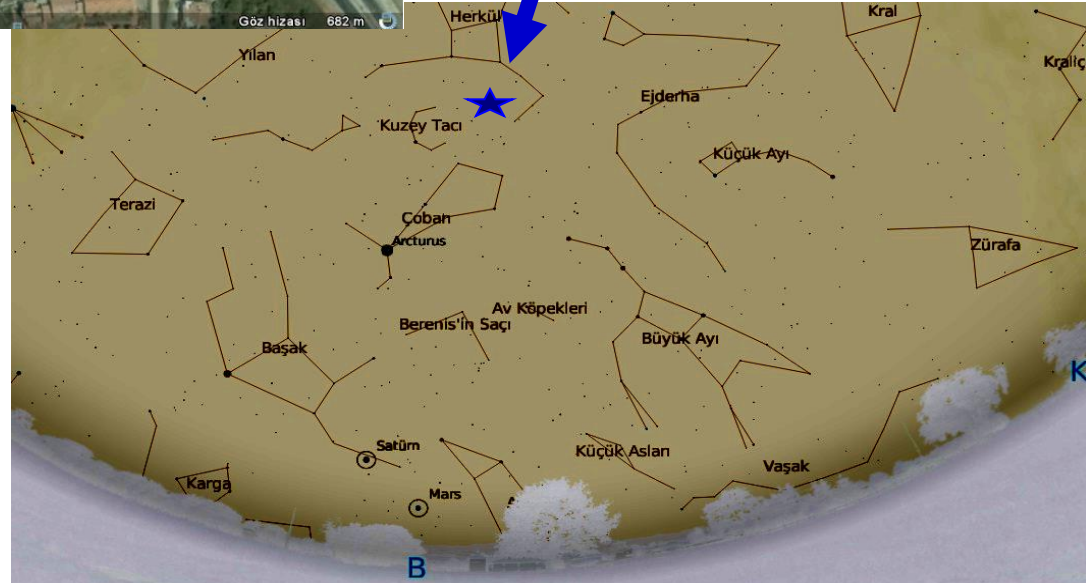 Göz hizası 682 m
Herkül
Kral
Yılan
Kraliç
Ejderha
Kuzey Tacı
Küçük Ayı
Terazi
Çoban
Arcturus
Zürafa
Av Köpekleri
Berenis'in Saçı
Büyük Ayı
Başak
K
Satürn
Küçük Aslan
Vaşak
Karga
Mars
B